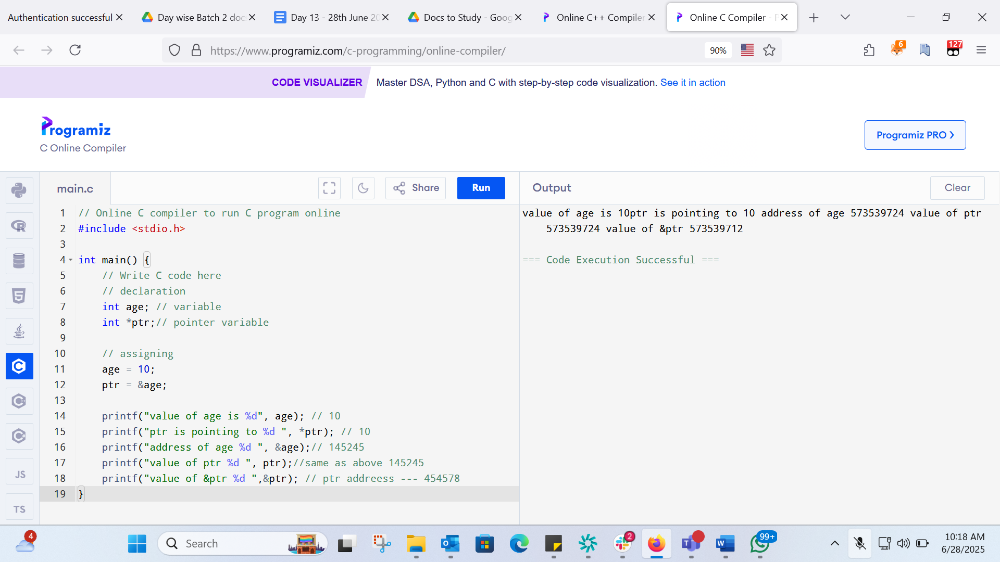 Authentication successful
Day wise Batch 2 doc
Day 13 - 28th June 20
Docs to Study - Goog
Online C++ Compiler
Online C Compiler - P
https://www.programiz.com/c-programming/online-compiler/
90%
6
127
CODE VISUALIZER
Master DSA, Python and C with step-by-step code visualization. See it in action
Programiz
C Online Compiler
Programiz PRO
main.c
Share
Run
Output
Clear
1 // Online C compiler to run C program online
2 #include <stdio.h>
3
4 int main() {
5 // Write C code here
6 // declaration
7 int age; // variable
8 int *ptr;// pointer variable
9
10 // assigning
11 age = 10;
12 ptr = &age;
13
14 printf("value of age is %d", age); // 10
15 printf("ptr is pointing to %d ", *ptr); // 10
16 printf("address of age %d ", &age);// 145245
17 printf("value of ptr %d ", ptr);//same as above 145245
18 printf("value of &ptr %d ",&ptr); // ptr addreess --- 454578
19 }
value of age is 10ptr is pointing to 10 address of age 573539724 value of ptr
573539724 value of &ptr 573539712
=== Code Execution Successful ===
R
5
C
JS
TS
4
Search
2
99+
10:18 AM
6/28/2025